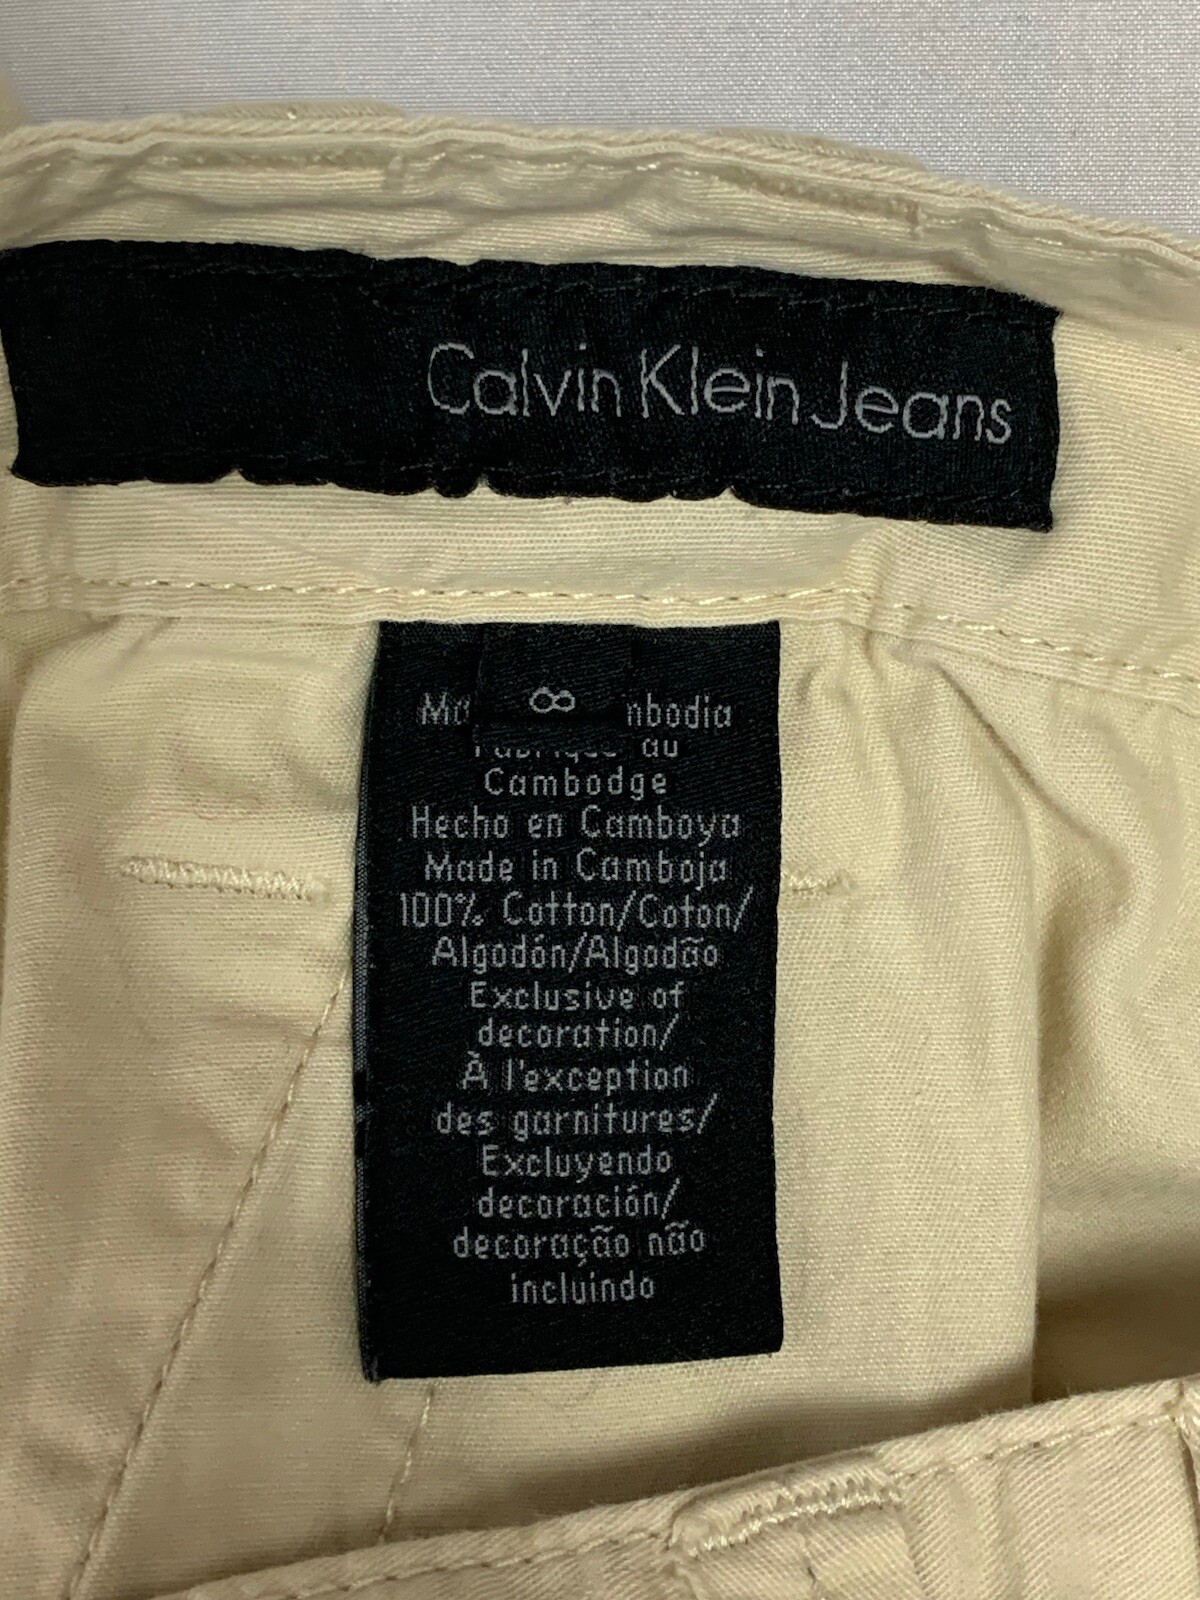 Calvin Klein Jeans
8
au
Cambodge
Hecho en Camboya
Made in Camboja
100% Cotton/Coton/
Algodón/Algodão
Exclusive of
decoration/
À l'exception
des garnitures/
Excluyendo
decoración/
decoração não
incluindo